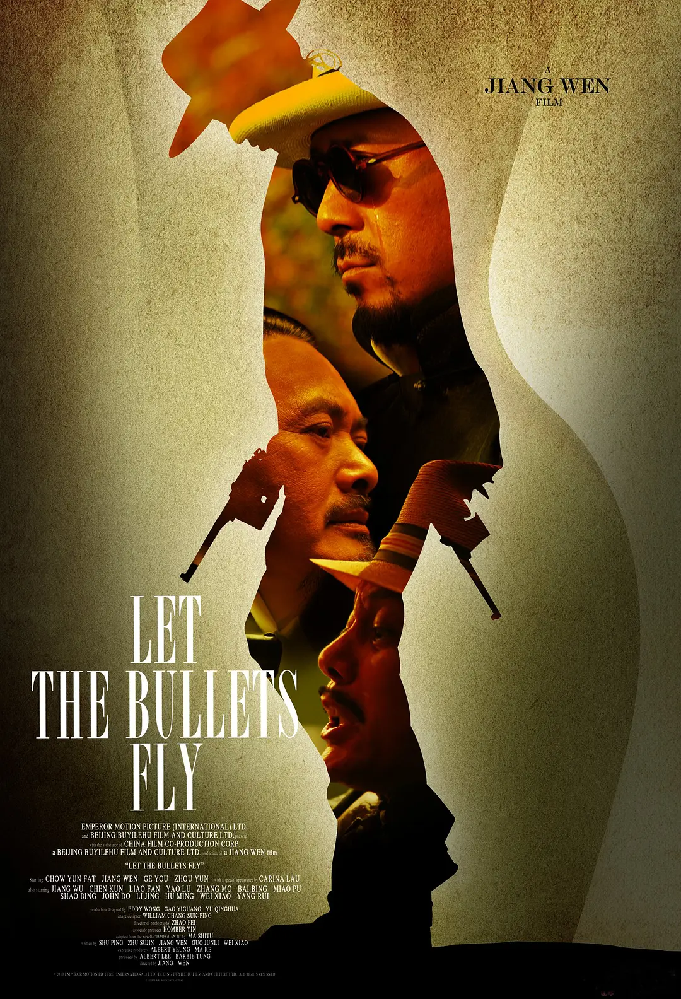 A
JIANG WEN
FILM
LET
THE BULLETS
FLY
EMPEROR MOTION PICTURE (INTERNATIONAL) LTD.
and BEIJING BUYILEHU FILM AND CULTURE LTD. present
with the assistance of CHINA FILM CO-PRODUCTION CORP.
a BEIJING BUYILEHU FILM AND CULTURE LTD. production of a JIANG WEN film
“LET THE BULLETS FLY”
Starring CHOW YUN FAT JIANG WEN GE YOU ZHOU YUN with a special appearance by CARINA LAU
also starring JIANG WU CHEN KUN LIAO FAN YAO LU ZHANG MO BAI BING MIAO PU
SHAO BING JOHN DO LI JING HU MING WEI XIAO YANG RUI
production designed by EDDY WONG GAO YIGUANG YU QINGHUA
image designer WILLIAM CHANG SUK-PING
director of photography ZHAO FEI
associate producer HOMBER YIN
adapted from the novella "DAO GUAN JI" by MA SHITU
written by SHU PING ZHU SUJIN JIANG WEN GUO JUNLI WEI XIAO
executive producers ALBERT YEUNG MA KE
produced by ALBERT LEE BARBIE TUNG
directed by JIANG WEN
© 2010 EMPEROR MOTION PICTURE (INTERNATIONAL) LTD. BEIJING BUYILEHU FILM AND CULTURE LTD. ALL RIGHTS RESERVED